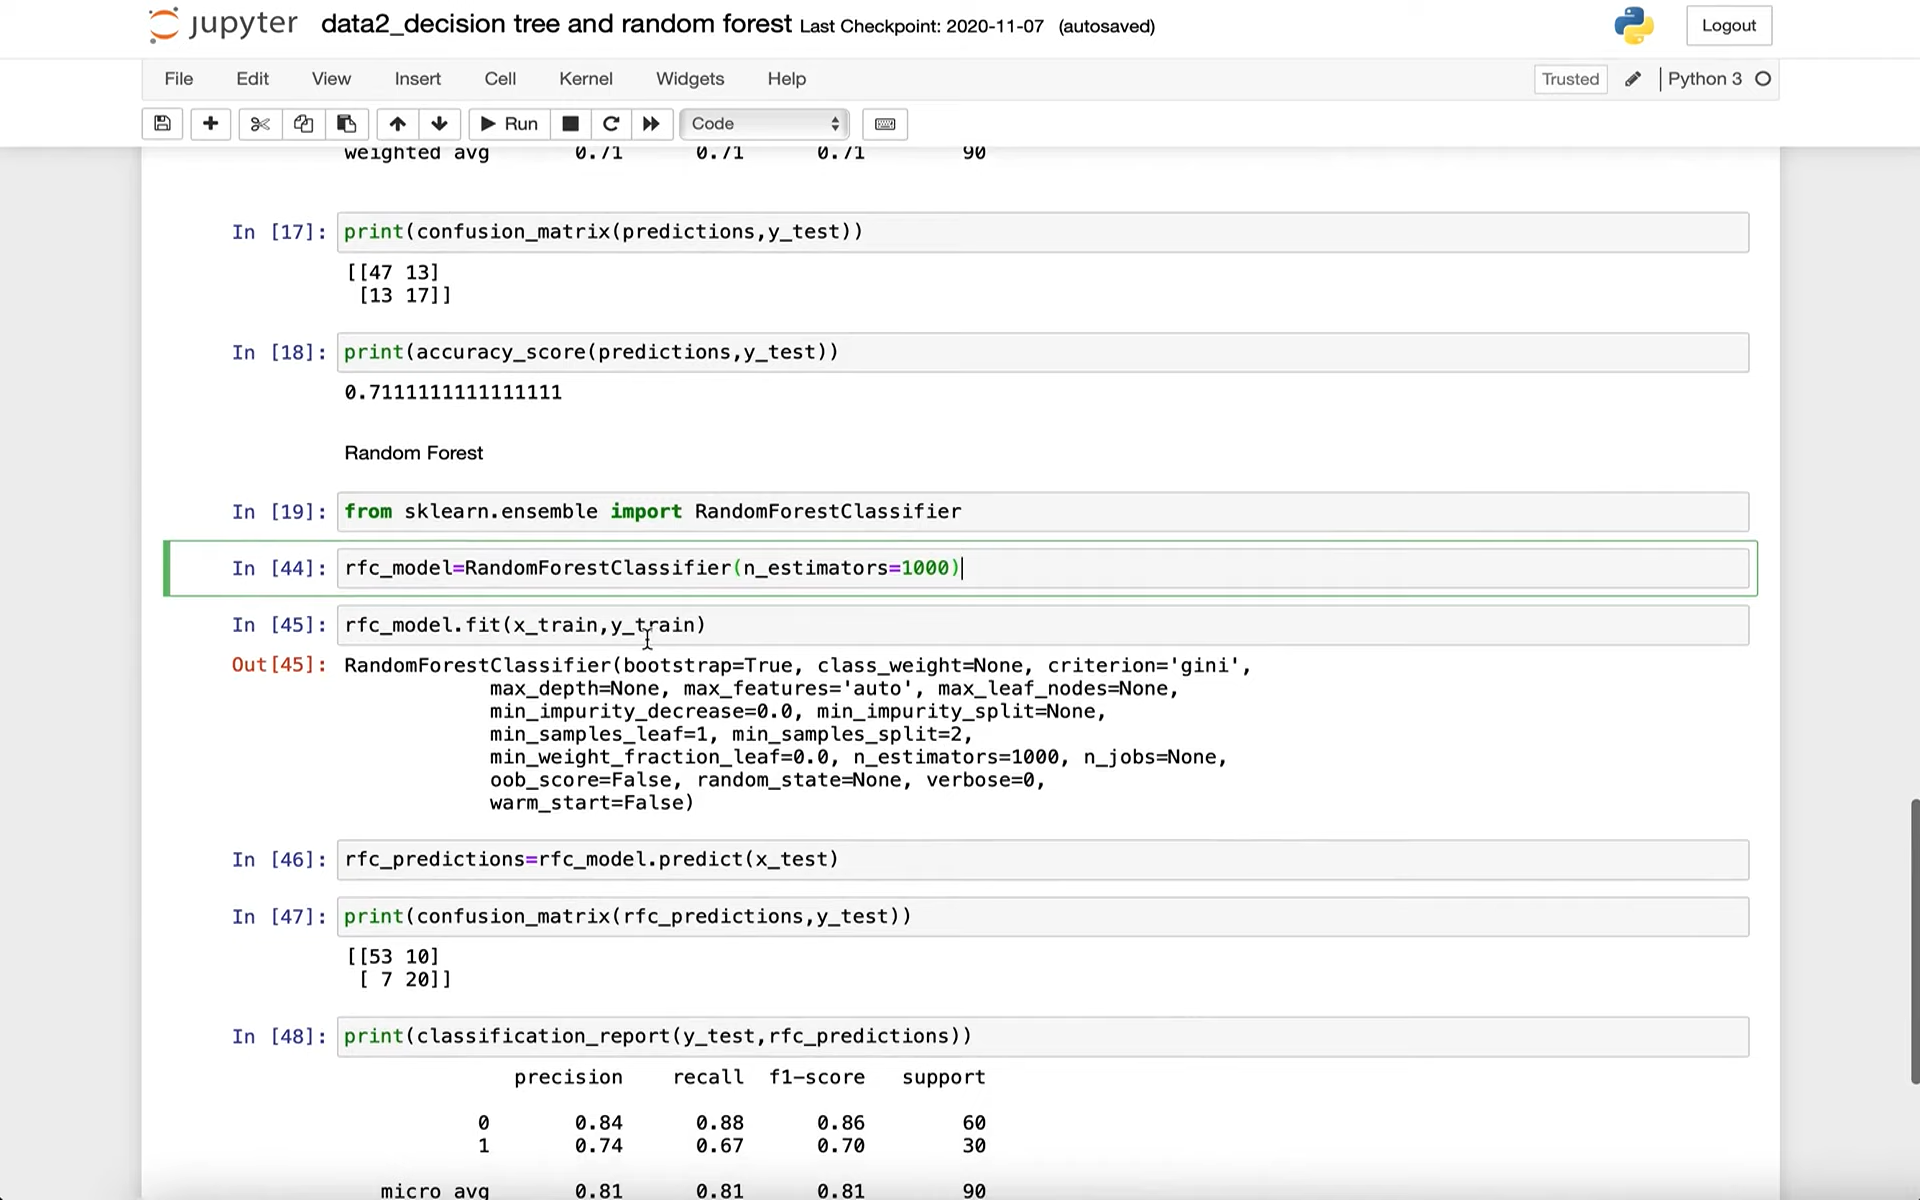 jupyter data2_decision tree and random forest Last Checkpoint: 2020-11-07 (autosaved) Logout
File Edit View Insert Cell Kernel Widgets Help Trusted Python 3
Run Code
weighted avg 0.71 0.71 0.71 90
In [17]: print(confusion_matrix(predictions,y_test))
[[47 13]
[13 17]]
In [18]: print(accuracy_score(predictions,y_test))
0.7111111111111111
Random Forest
In [19]: from sklearn.ensemble import RandomForestClassifier
In [44]: rfc_model=RandomForestClassifier(n_estimators=1000)
In [45]: rfc_model.fit(x_train,y_train)
Out[45]: RandomForestClassifier(bootstrap=True, class_weight=None, criterion='gini',
max_depth=None, max_features='auto', max_leaf_nodes=None,
min_impurity_decrease=0.0, min_impurity_split=None,
min_samples_leaf=1, min_samples_split=2,
min_weight_fraction_leaf=0.0, n_estimators=1000, n_jobs=None,
oob_score=False, random_state=None, verbose=0,
warm_start=False)
In [46]: rfc_predictions=rfc_model.predict(x_test)
In [47]: print(confusion_matrix(rfc_predictions,y_test))
[[53 10]
[ 7 20]]
In [48]: print(classification_report(y_test,rfc_predictions))
precision recall f1-score support
0 0.84 0.88 0.86 60
1 0.74 0.67 0.70 30
micro avg 0.81 0.81 0.81 90